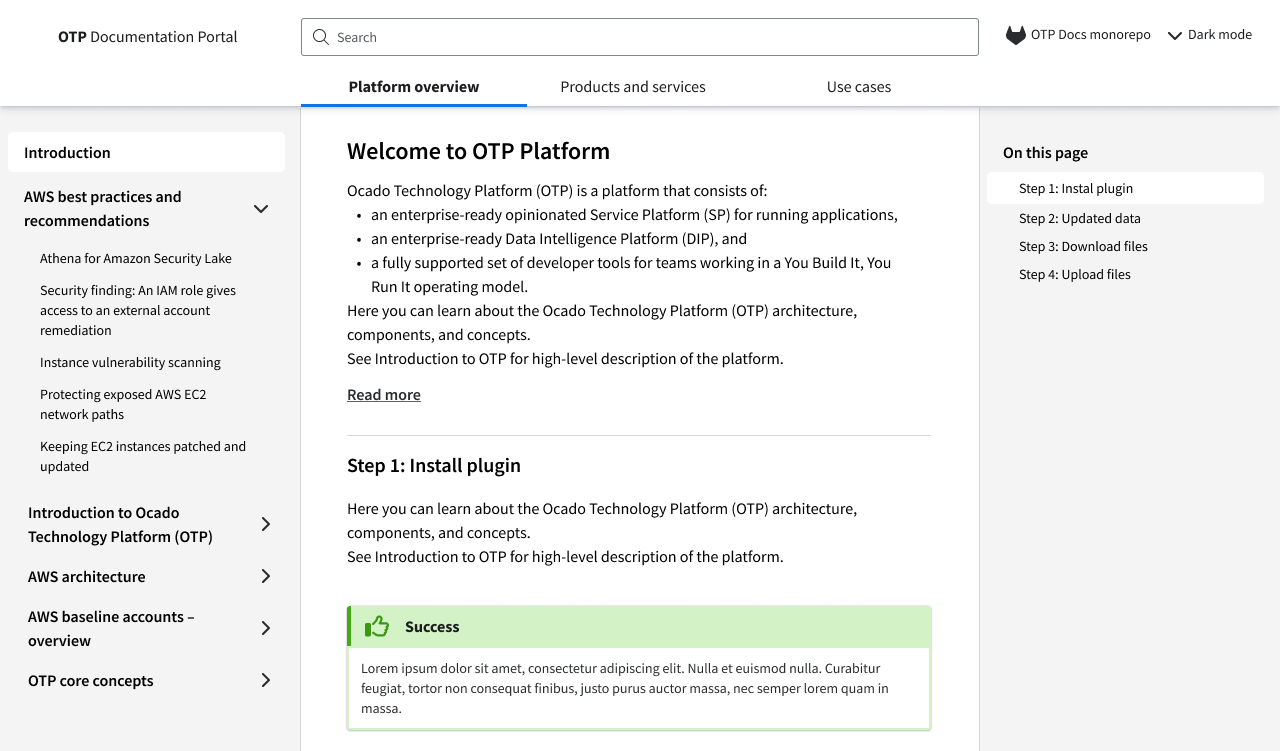 OTP Documentation Portal
Search
OTP Docs monorepo
Dark mode
Platform overview
Products and services
Use cases
Introduction
AWS best practices and
recommendations
Athena for Amazon Security Lake
Security finding: An IAM role gives
access to an external account
remediation
Instance vulnerability scanning
Protecting exposed AWS EC2
network paths
Keeping EC2 instances patched and
updated
Introduction to Ocado
Technology Platform (OTP)
AWS architecture
AWS baseline accounts –
overview
OTP core concepts
Welcome to OTP Platform
Ocado Technology Platform (OTP) is a platform that consists of:
• an enterprise-ready opinionated Service Platform (SP) for running applications,
• an enterprise-ready Data Intelligence Platform (DIP), and
• a fully supported set of developer tools for teams working in a You Build It, You
Run It operating model.
Here you can learn about the Ocado Technology Platform (OTP) architecture,
components, and concepts.
See Introduction to OTP for high-level description of the platform.
Read more
Step 1: Install plugin
Here you can learn about the Ocado Technology Platform (OTP) architecture,
components, and concepts.
See Introduction to OTP for high-level description of the platform.
Success
Lorem ipsum dolor sit amet, consectetur adipiscing elit. Nulla et euismod nulla. Curabitur
feugiat, tortor non consequat finibus, justo purus auctor massa, nec semper lorem quam in
massa.
On this page
Step 1: Instal plugin
Step 2: Updated data
Step 3: Download files
Step 4: Upload files